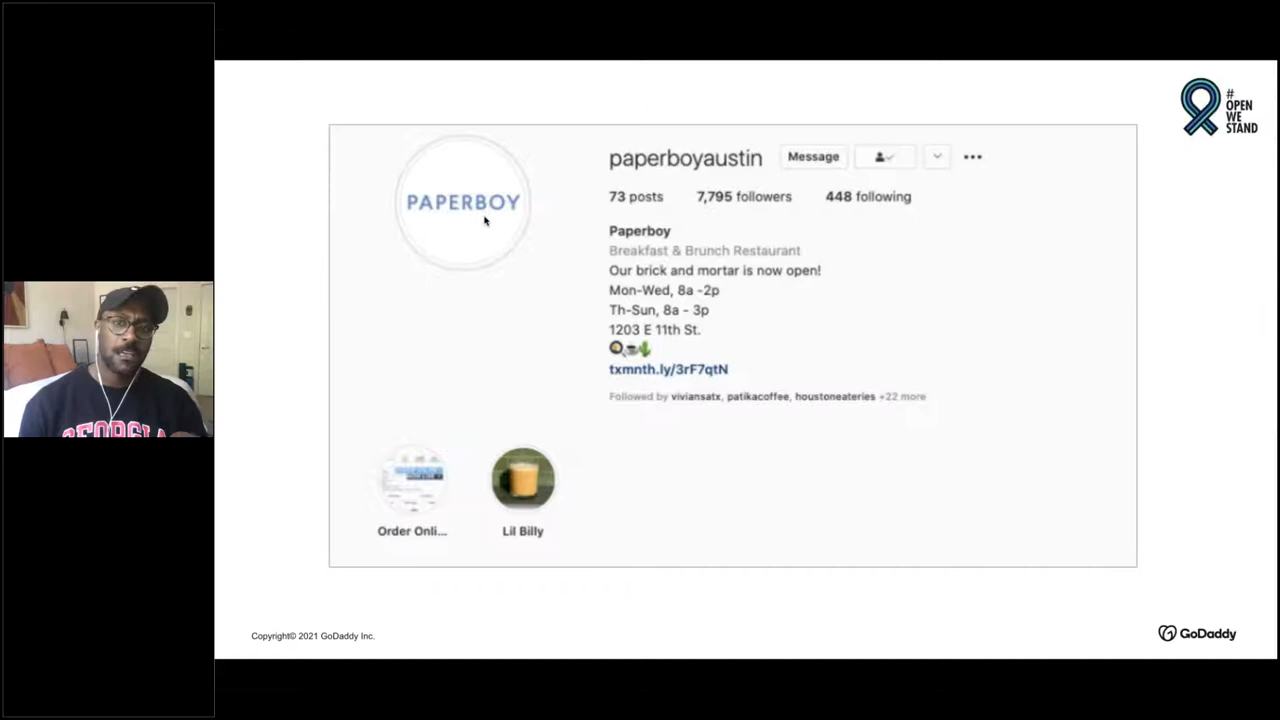 #
OPEN
WE
STAND
PAPERBOY
paperboyaustin Message
73 posts 7,795 followers 448 following
Paperboy
Breakfast & Brunch Restaurant
Our brick and mortar is now open!
Mon-Wed, 8a -2p
Th-Sun, 8a - 3p
1203 E 11th St.
txmnth.ly/3rF7qtN
Followed by viviansatx, patikacoffee, houstoneateries +22 more
Order Onli... Lil Billy
GEORGIA
Copyright© 2021 GoDaddy Inc.
GoDaddy